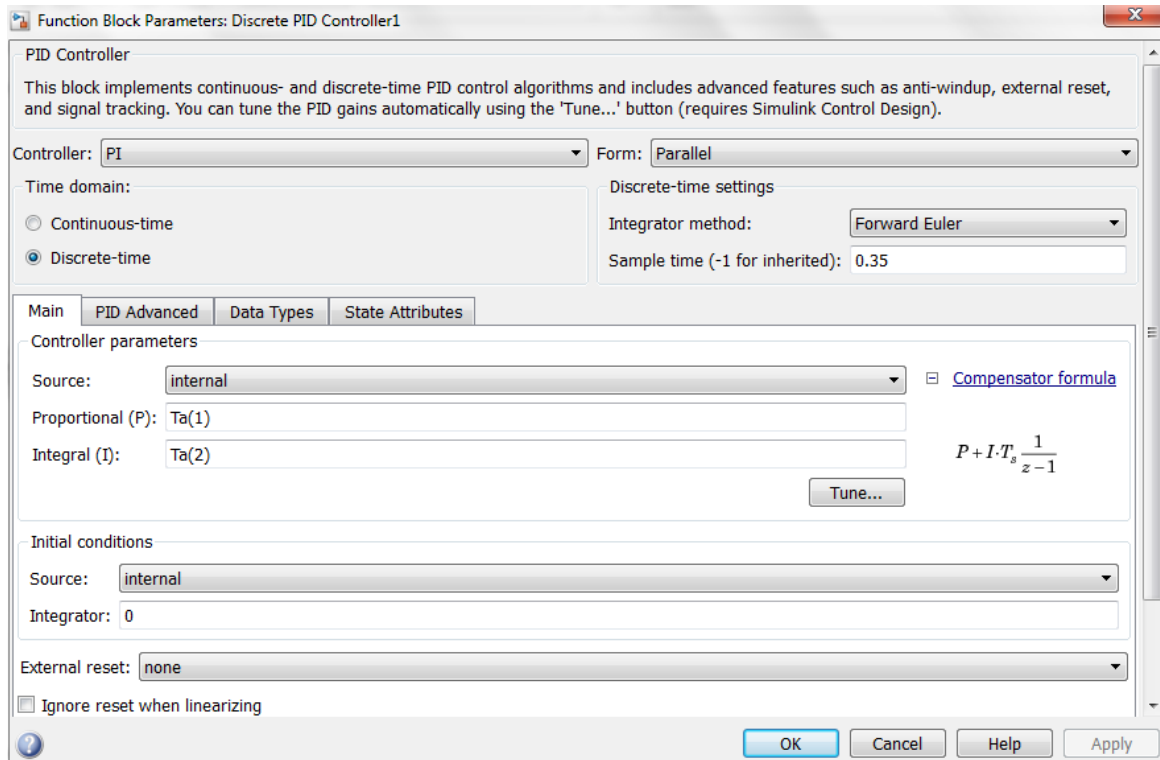 Function Block Parameters: Discrete PID Controller1
PID Controller
This block implements continuous- and discrete-time PID control algorithms and includes advanced features such as anti-windup, external reset,
and signal tracking. You can tune the PID gains automatically using the 'Tune...' button (requires Simulink Control Design).
Controller: PI Form: Parallel
Time domain:
Continuous-time
Discrete-time
Discrete-time settings
Integrator method: Forward Euler
Sample time (-1 for inherited): 0.35
Main PID Advanced Data Types State Attributes
Controller parameters
Source: internal
Proportional (P): Ta(1)
Integral (I): Ta(2)
Compensator formula
P + I·Ts 1/(z−1)
Tune...
Initial conditions
Source: internal
Integrator: 0
External reset: none
Ignore reset when linearizing
OK Cancel Help Apply